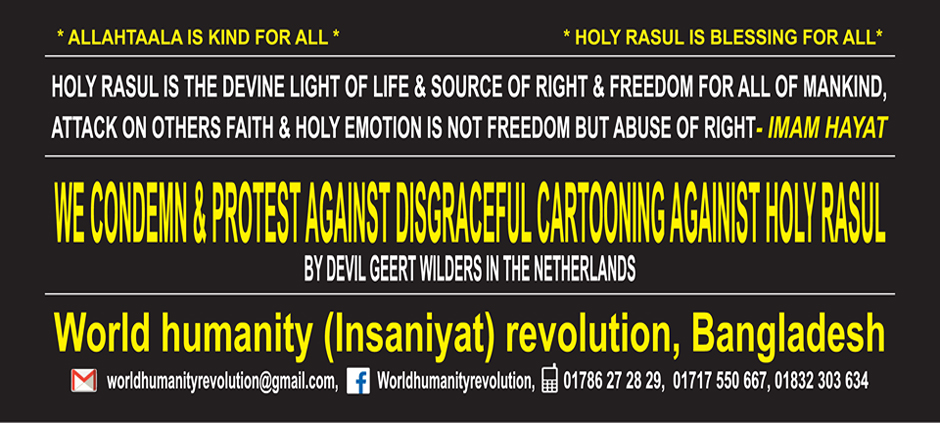 * ALLAHTAALA IS KIND FOR ALL *
* HOLY RASUL IS BLESSING FOR ALL*
HOLY RASUL IS THE DEVINE LIGHT OF LIFE & SOURCE OF RIGHT & FREEDOM FOR ALL OF MANKIND,
ATTACK ON OTHERS FAITH & HOLY EMOTION IS NOT FREEDOM BUT ABUSE OF RIGHT- IMAM HAYAT
WE CONDEMN & PROTEST AGAINST DISGRACEFUL CARTOONING AGAINIST HOLY RASUL
BY DEVIL GEERT WILDERS IN THE NETHERLANDS
World humanity (Insaniyat) revolution, Bangladesh
worldhumanityrevolution@gmail.com, Worldhumanityrevolution, 01786 27 28 29, 01717 550 667, 01832 303 634